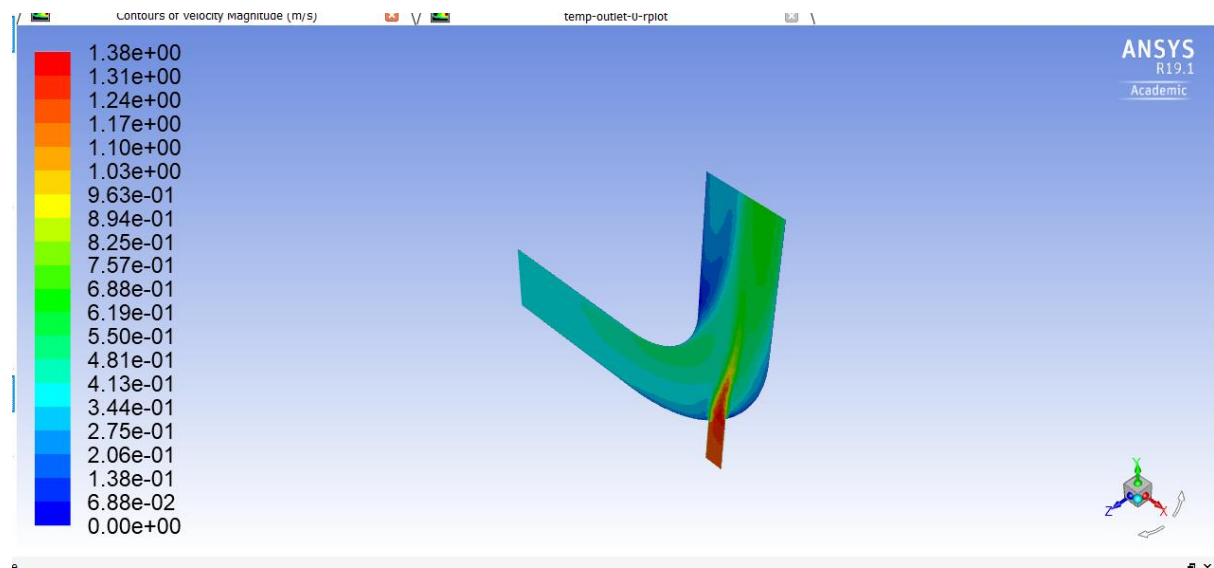 Contours of Velocity Magnitude (m/s)
temp-outlet-0-rplot
ANSYS
R19.1
Academic
1.38e+00
1.31e+00
1.24e+00
1.17e+00
1.10e+00
1.03e+00
9.63e-01
8.94e-01
8.25e-01
7.57e-01
6.88e-01
6.19e-01
5.50e-01
4.81e-01
4.13e-01
3.44e-01
2.75e-01
2.06e-01
1.38e-01
6.88e-02
0.00e+00
Y
Z
X
e